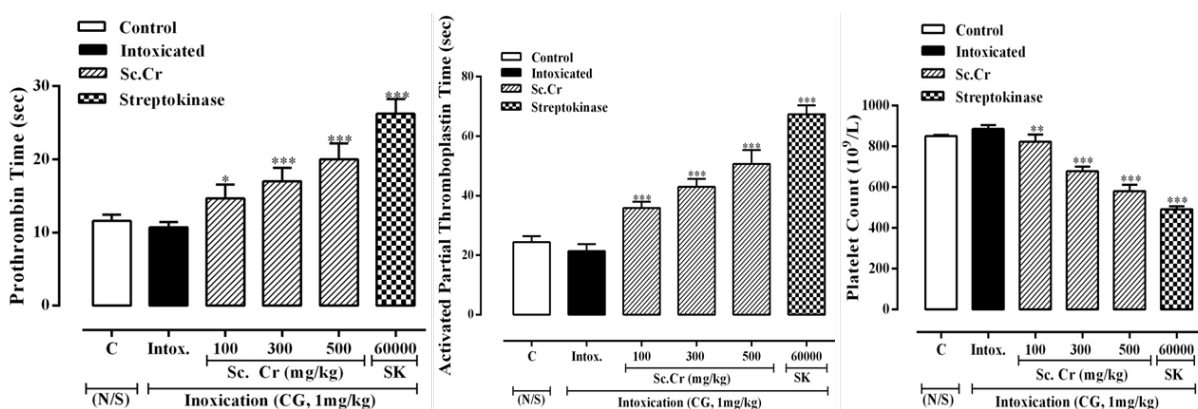 Control
Intoxicated
Sc.Cr
Streptokinase
Prothrombin Time (sec)
30
20
10
0
*
***
***
***
C
Intox.
100
300
500
60000
Sc. Cr (mg/kg)
SK
(N/S)
Inoxication (CG, 1mg/kg)
Control
Intoxicated
Sc.Cr
Streptokinase
Activated Partial Thromboplastin Time (sec)
80
60
40
20
0
***
***
***
***
C
Intox.
100
300
500
60000
Sc.Cr (mg/kg)
SK
(N/S)
Intoxication (CG, 1mg/kg)
Control
Intoxicated
Sc.Cr
Streptokinase
Platelet Count (10^9/L)
1000
800
600
400
200
0
**
***
***
***
C
Intox.
100
300
500
60000
Sc.Cr (mg/kg)
SK
(N/S)
Intoxication (CG, 1mg/kg)